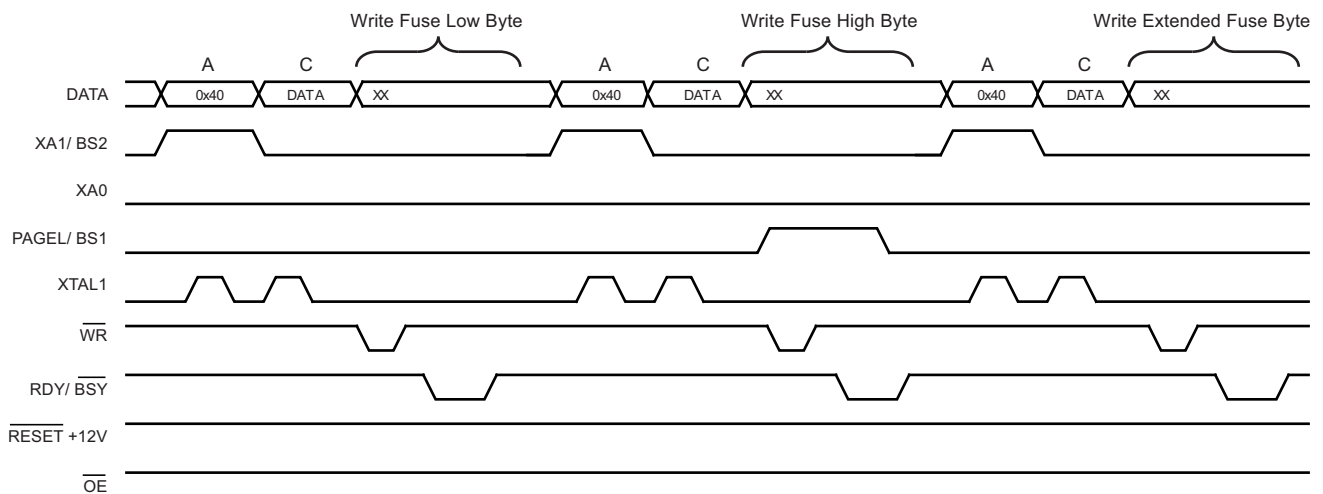 Write Fuse Low Byte Write Fuse High Byte Write Extended Fuse Byte
A C A C A C
DATA 0x40 DATA XX 0x40 DATA XX 0x40 DATA XX
XA1/ BS2
XA0
PAGEL/ BS1
XTAL1
WR
RDY/ BSY
RESET +12V
OE